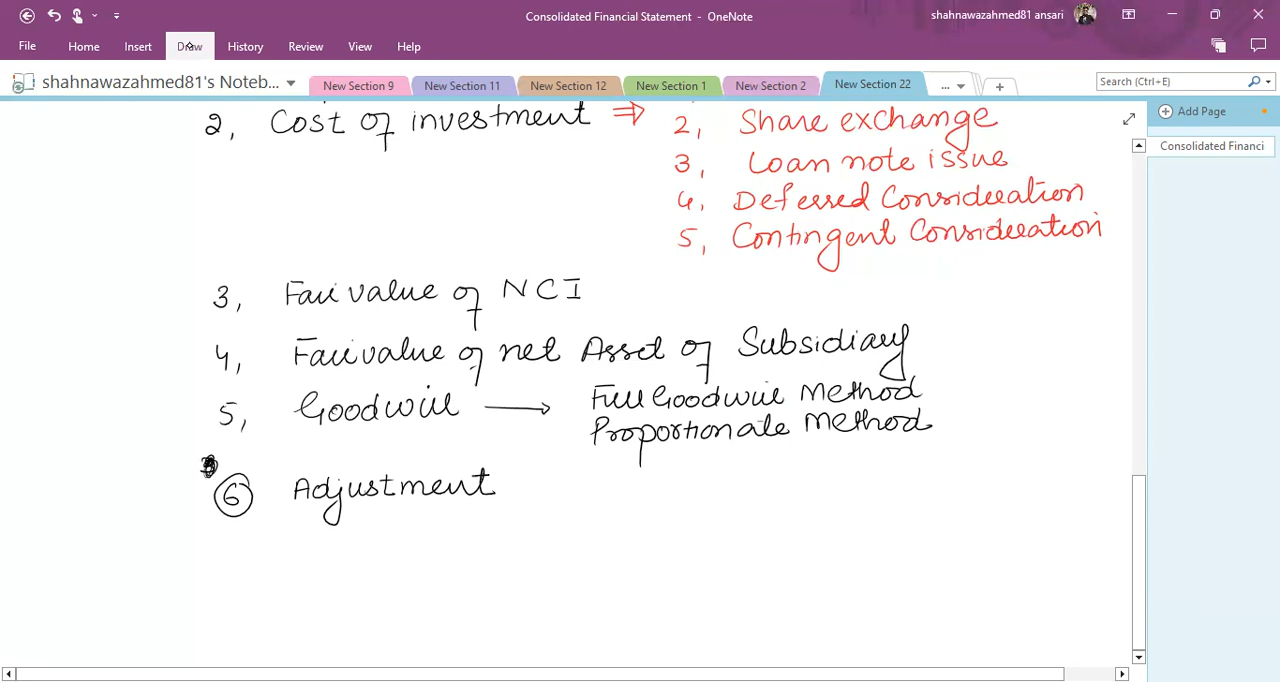 Consolidated Financial Statement - OneNote
shahnawazahmed81 ansari
File Home Insert Draw History Review View Help
shahnawazahmed81's Noteb...
New Section 9 New Section 11 New Section 12 New Section 1 New Section 2 New Section 22 ...
Search (Ctrl+E)
Add Page
Consolidated Financi
2, Cost of investment ⇒ 2, Share exchange
3, Loan note issue
4, Deferred Consideration
5, Contingent Consideration
3, Fair value of NCI
4, Fair value of net Asset of Subsidiary
5, Goodwill → Full Goodwill Method
Proportionate Method
6 Adjustment